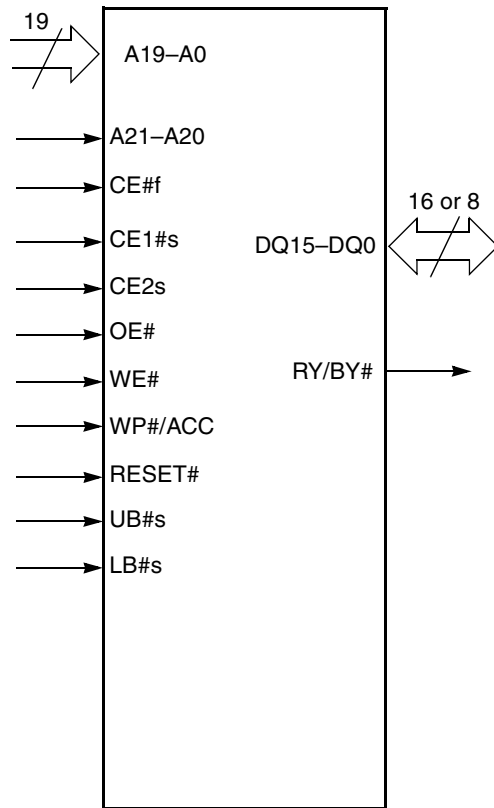 19
A19–A0
A21–A20
CE#f
16 or 8
CE1#s
DQ15–DQ0
CE2s
OE#
WE#
RY/BY#
WP#/ACC
RESET#
UB#s
LB#s